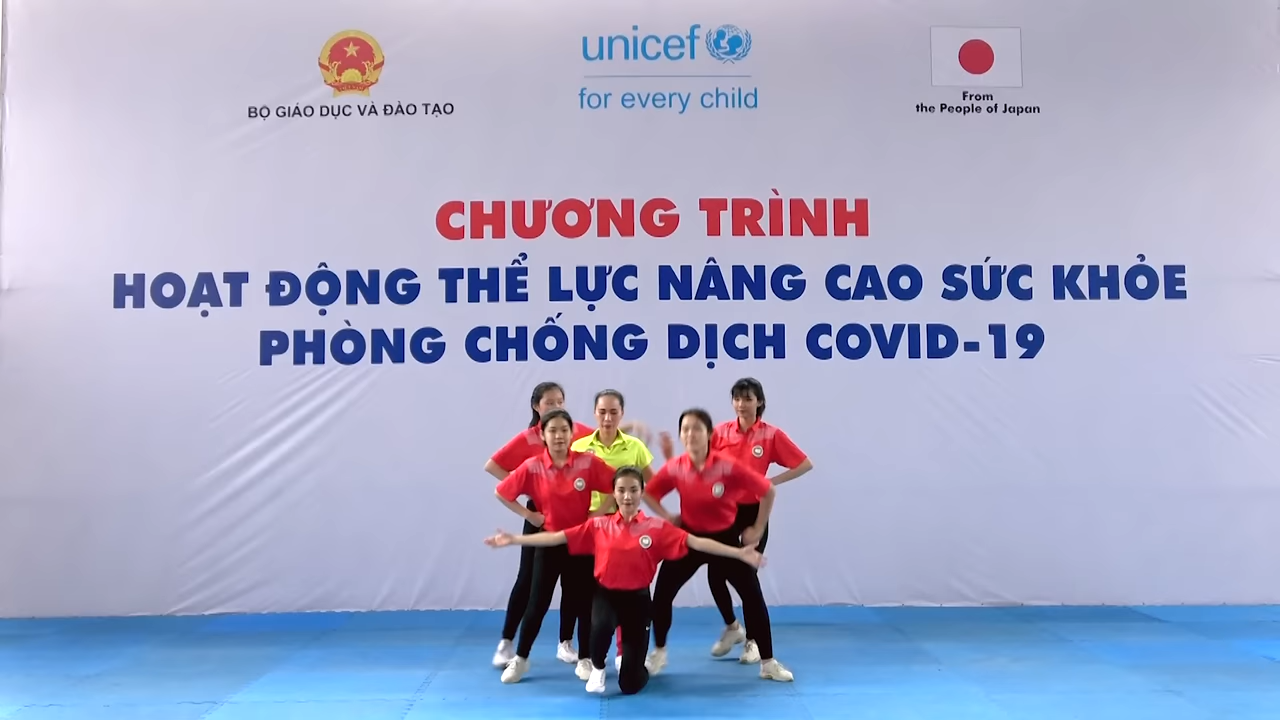 BỘ GIÁO DỤC VÀ ĐÀO TẠO
unicef
for every child
From
the People of Japan
CHƯƠNG TRÌNH
HOẠT ĐỘNG THỂ LỰC NÂNG CAO SỨC KHỎE
PHÒNG CHỐNG DỊCH COVID-19